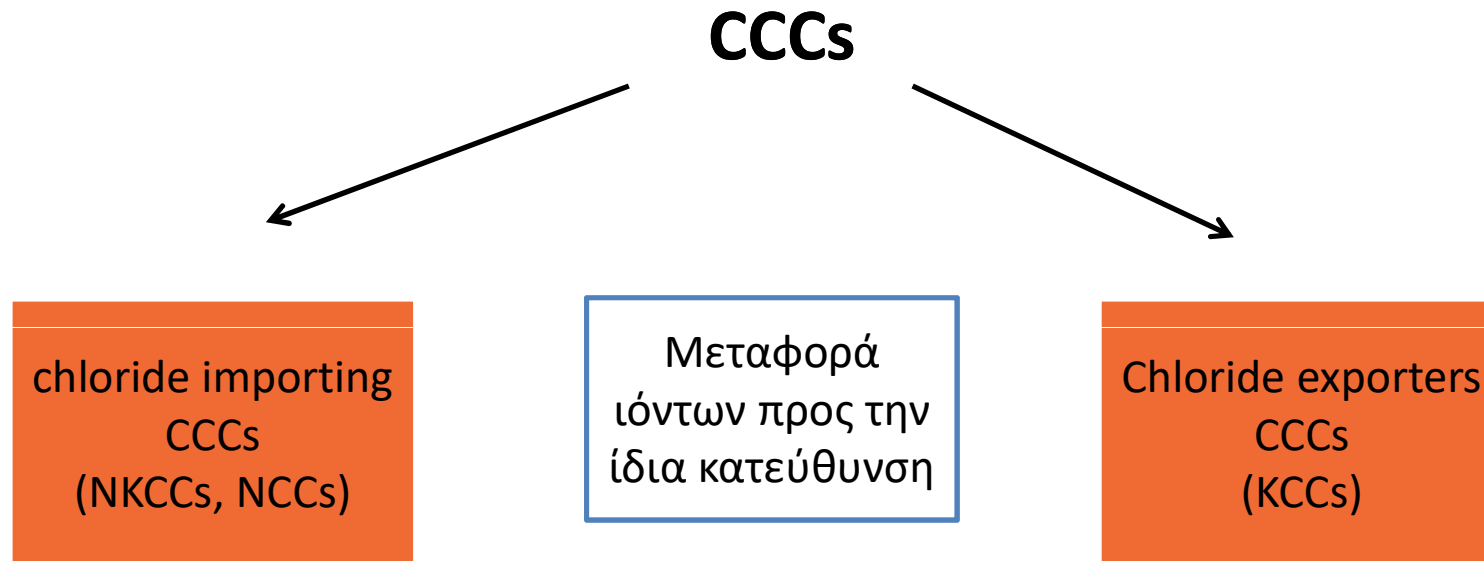 CCCs
chloride importing
CCCs
(NKCCs, NCCs)
Μεταφορά
ιόντων προς την
ίδια κατεύθυνση
Chloride exporters
CCCs
(KCCs)